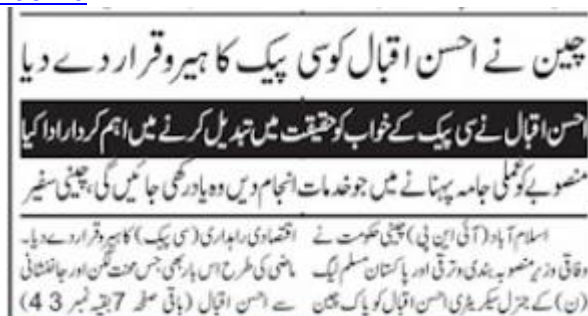 چین نے احسن اقبال کو سی پیک کا ہیرو قرار دے دیا
احسن اقبال نے سی پیک کے خواب کو حقیقت میں تبدیل کرنے میں اہم کردار ادا کیا
منصوبے کو عملی جامہ پہنانے میں جو خدمات انجام دیں وہ یاد رکھی جائیں گی، چینی سفیر
اسلام آباد (آئی این پی) چینی حکومت نے
وفاقی وزیر منصوبہ بندی و ترقی اور پاکستان مسلم لیگ
(ن) کے جنرل سیکریٹری احسن اقبال کو پاک چین
اقتصادی راہداری (سی پیک) کا ہیرو قرار دے دیا۔
ماضی کی طرح اس بار بھی جس محنت لگن اور جانفشانی
سے احسن اقبال (باقی صفحہ 7 بقیہ نمبر 43)